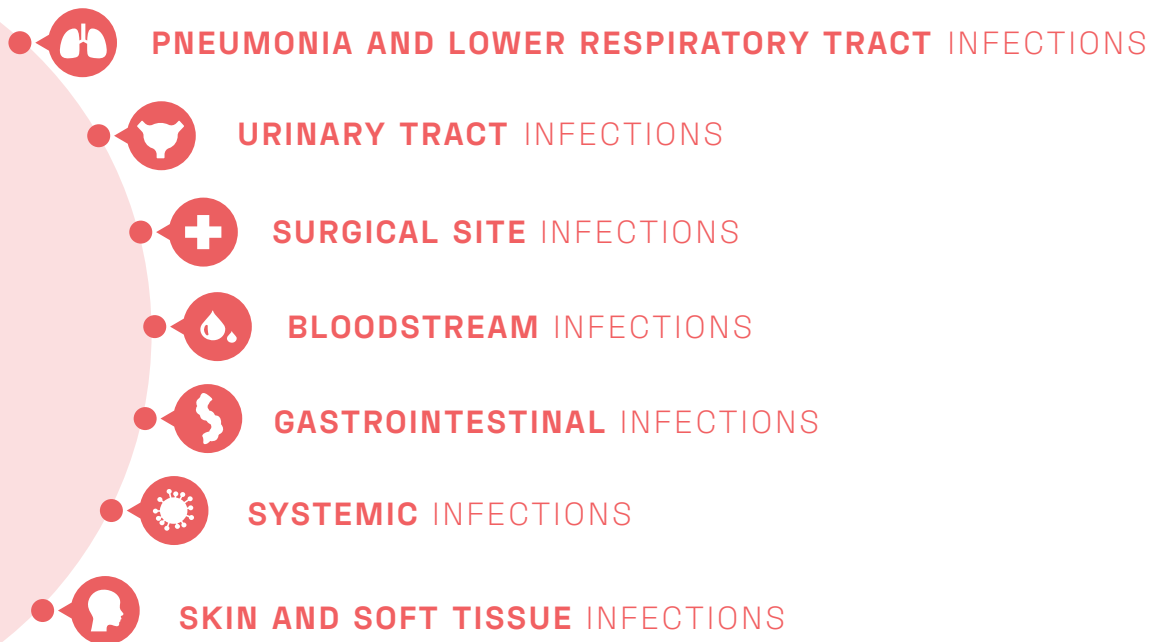 PNEUMONIA AND LOWER RESPIRATORY TRACT INFECTIONS
URINARY TRACT INFECTIONS
SURGICAL SITE INFECTIONS
BLOODSTREAM INFECTIONS
GASTROINTESTINAL INFECTIONS
SYSTEMIC INFECTIONS
SKIN AND SOFT TISSUE INFECTIONS